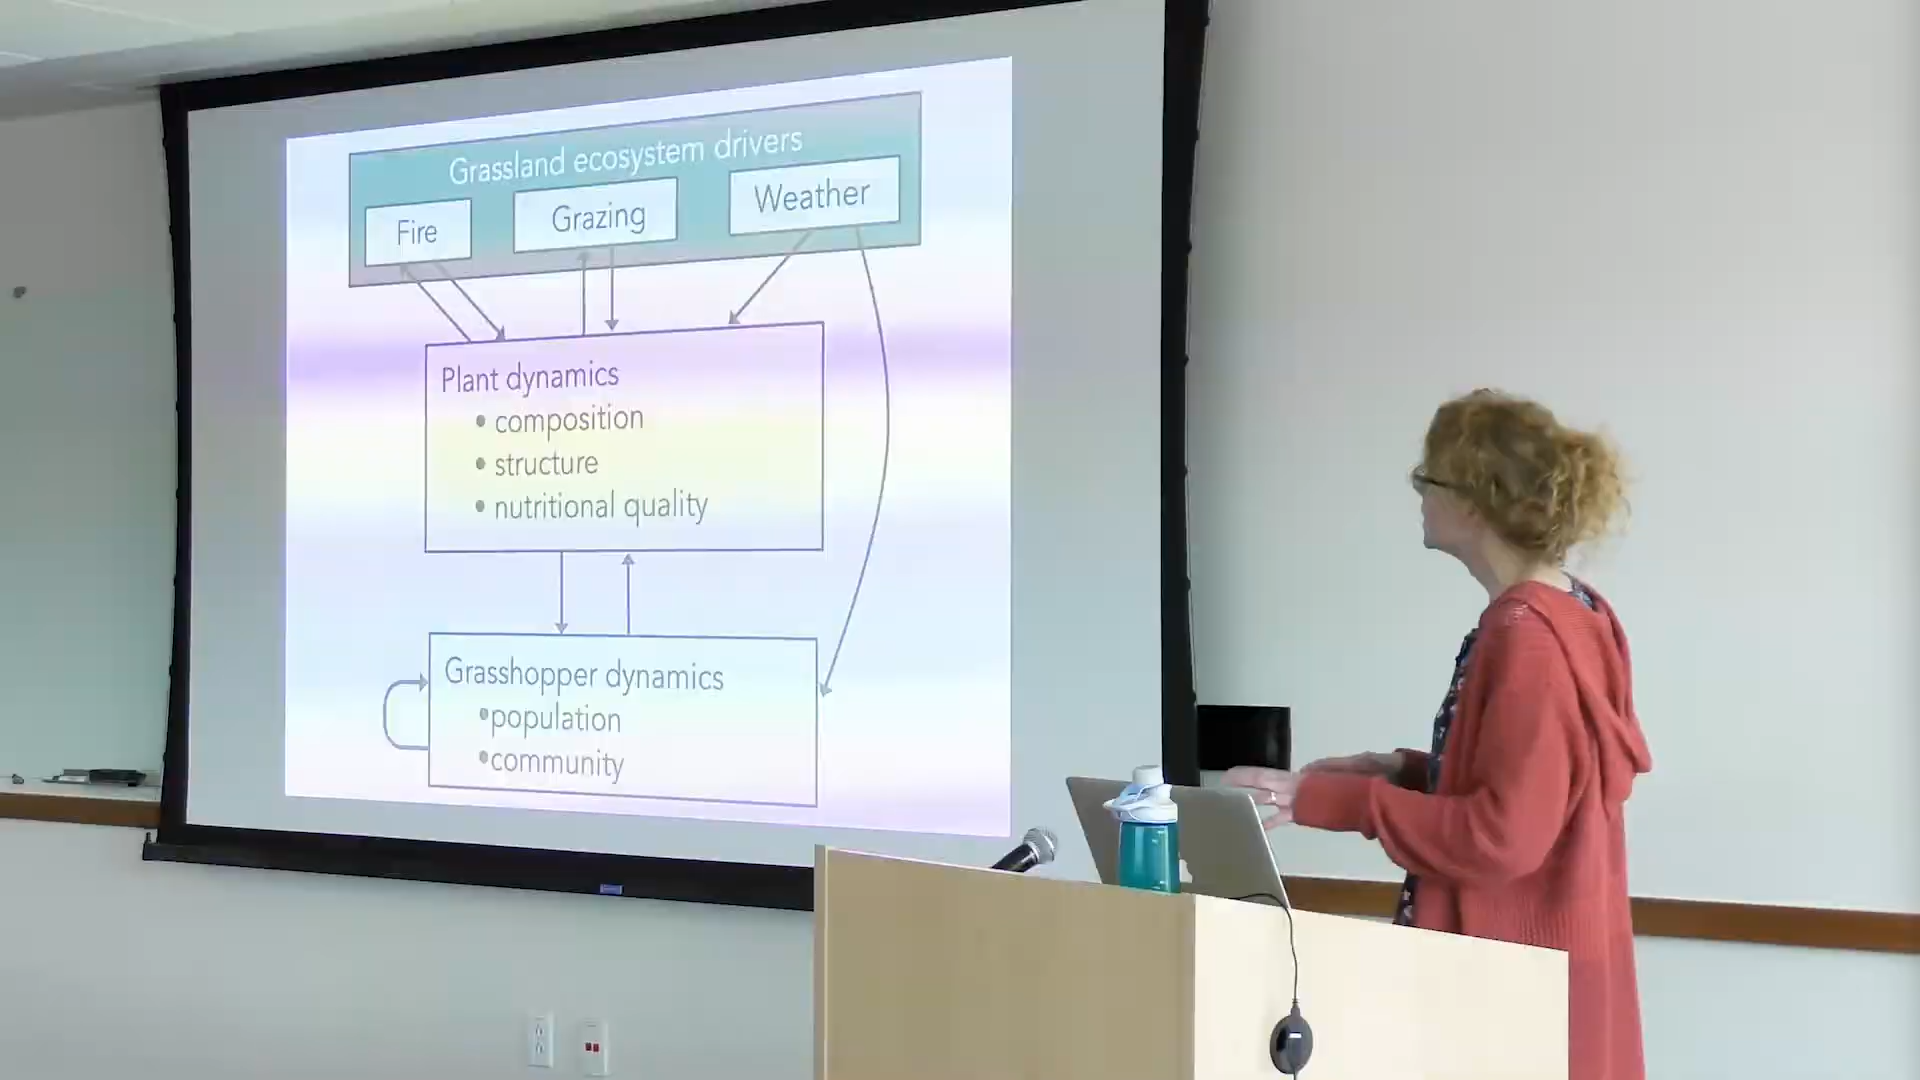 Grassland ecosystem drivers
Fire
Grazing
Weather
Plant dynamics
• composition
• structure
• nutritional quality
Grasshopper dynamics
•population
•community